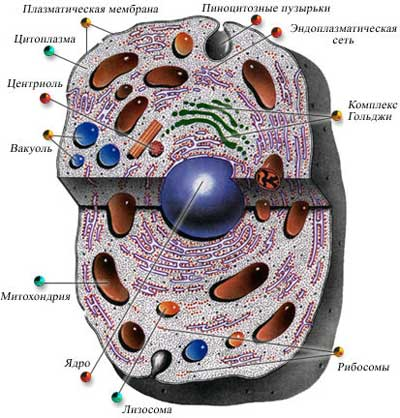 Плазматическая мембрана
Пиноцитозные пузырьки
Цитоплазма
Эндоплазматическая
сеть
Центриоль
Комплекс
Гольджи
Вакуоль
Митохондрия
Ядро
Рибосомы
Лизосома